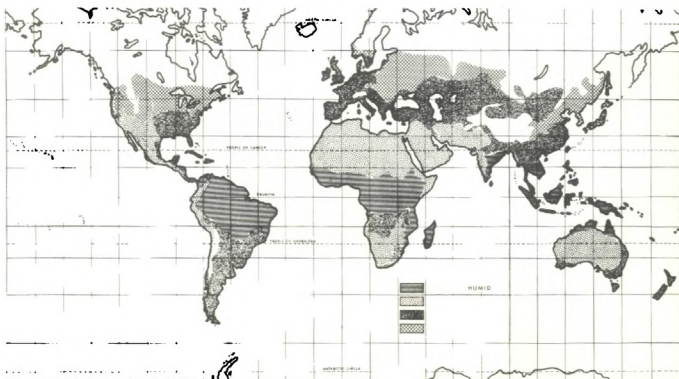 TROPIC OF CANCER
EQUATOR
TROPIC OF CAPRICORN
HUMID
ANTARCTIC CIRCLE